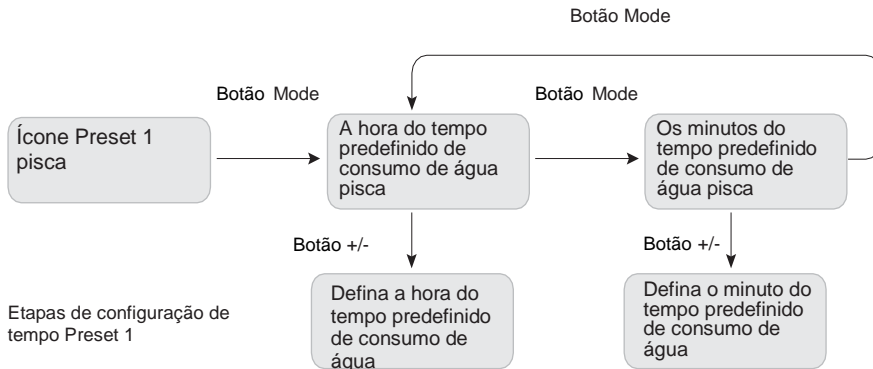 Botão Mode
Botão Mode
Botão Mode
Ícone Preset 1
pisca
A hora do tempo
predefinido de
consumo de água
pisca
Os minutos do
tempo predefinido
de consumo de
água pisca
Botão +/-
Botão +/-
Etapas de configuração de
tempo Preset 1
Defina a hora do
tempo predefinido
de consumo de
água
Defina o minuto do
tempo predefinido
de consumo de
água